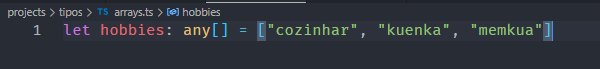 projects > tipos > TS arrays.ts > hobbies
1 let hobbies: any[] = ["cozinhar", "kuenka", "memkua"]